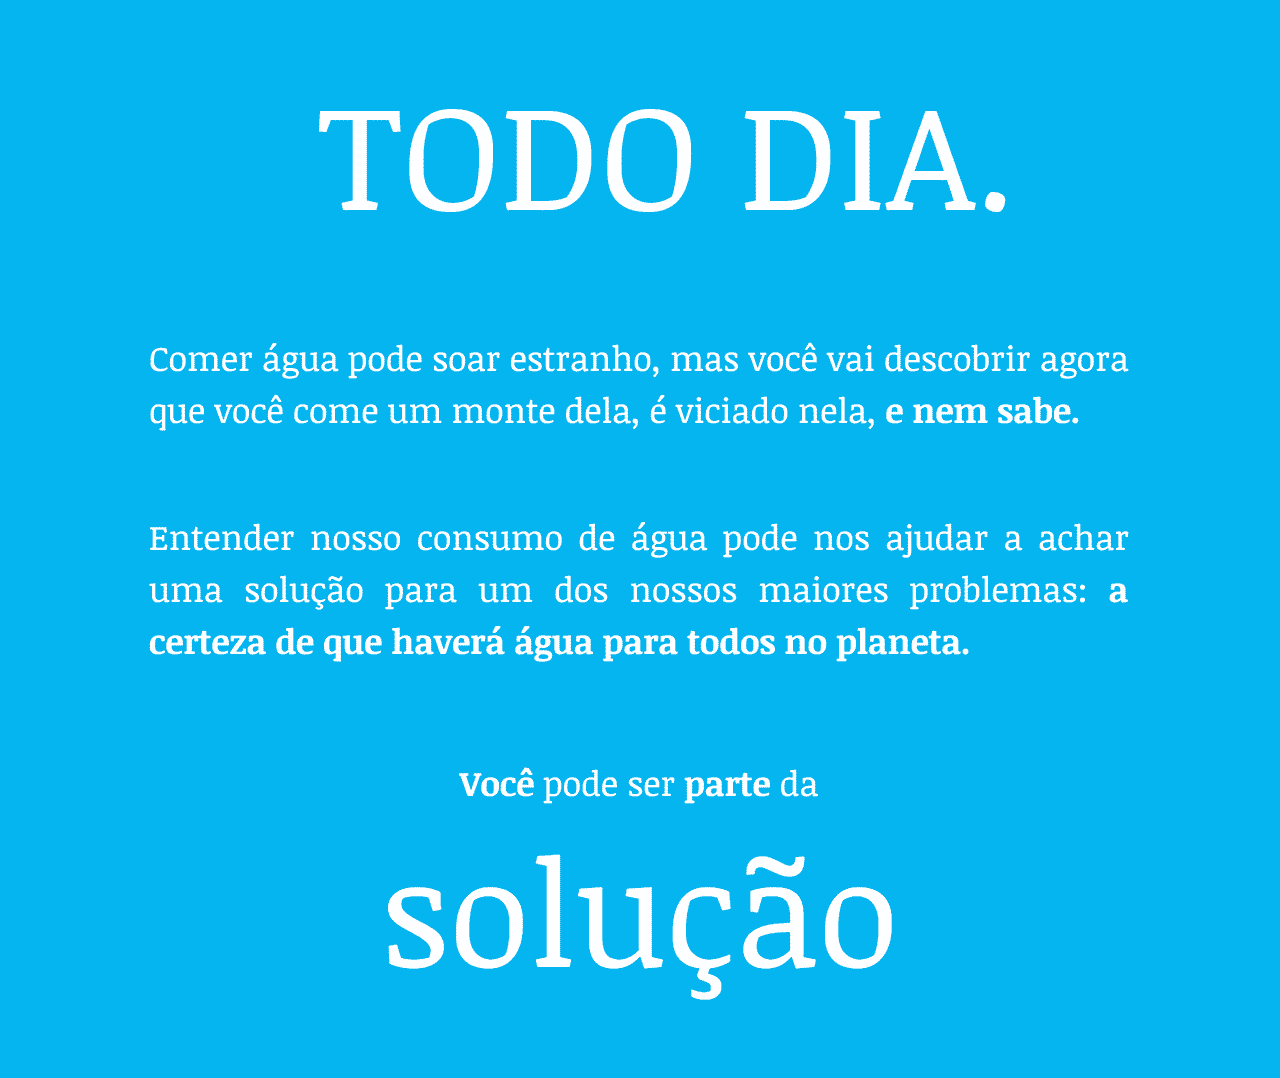 TODO DIA.
Comer água pode soar estranho, mas você vai descobrir agora
que você come um monte dela, é viciado nela, e nem sabe.
Entender nosso consumo de água pode nos ajudar a achar
uma solução para um dos nossos maiores problemas: a
certeza de que haverá água para todos no planeta.
Você pode ser parte da
solução